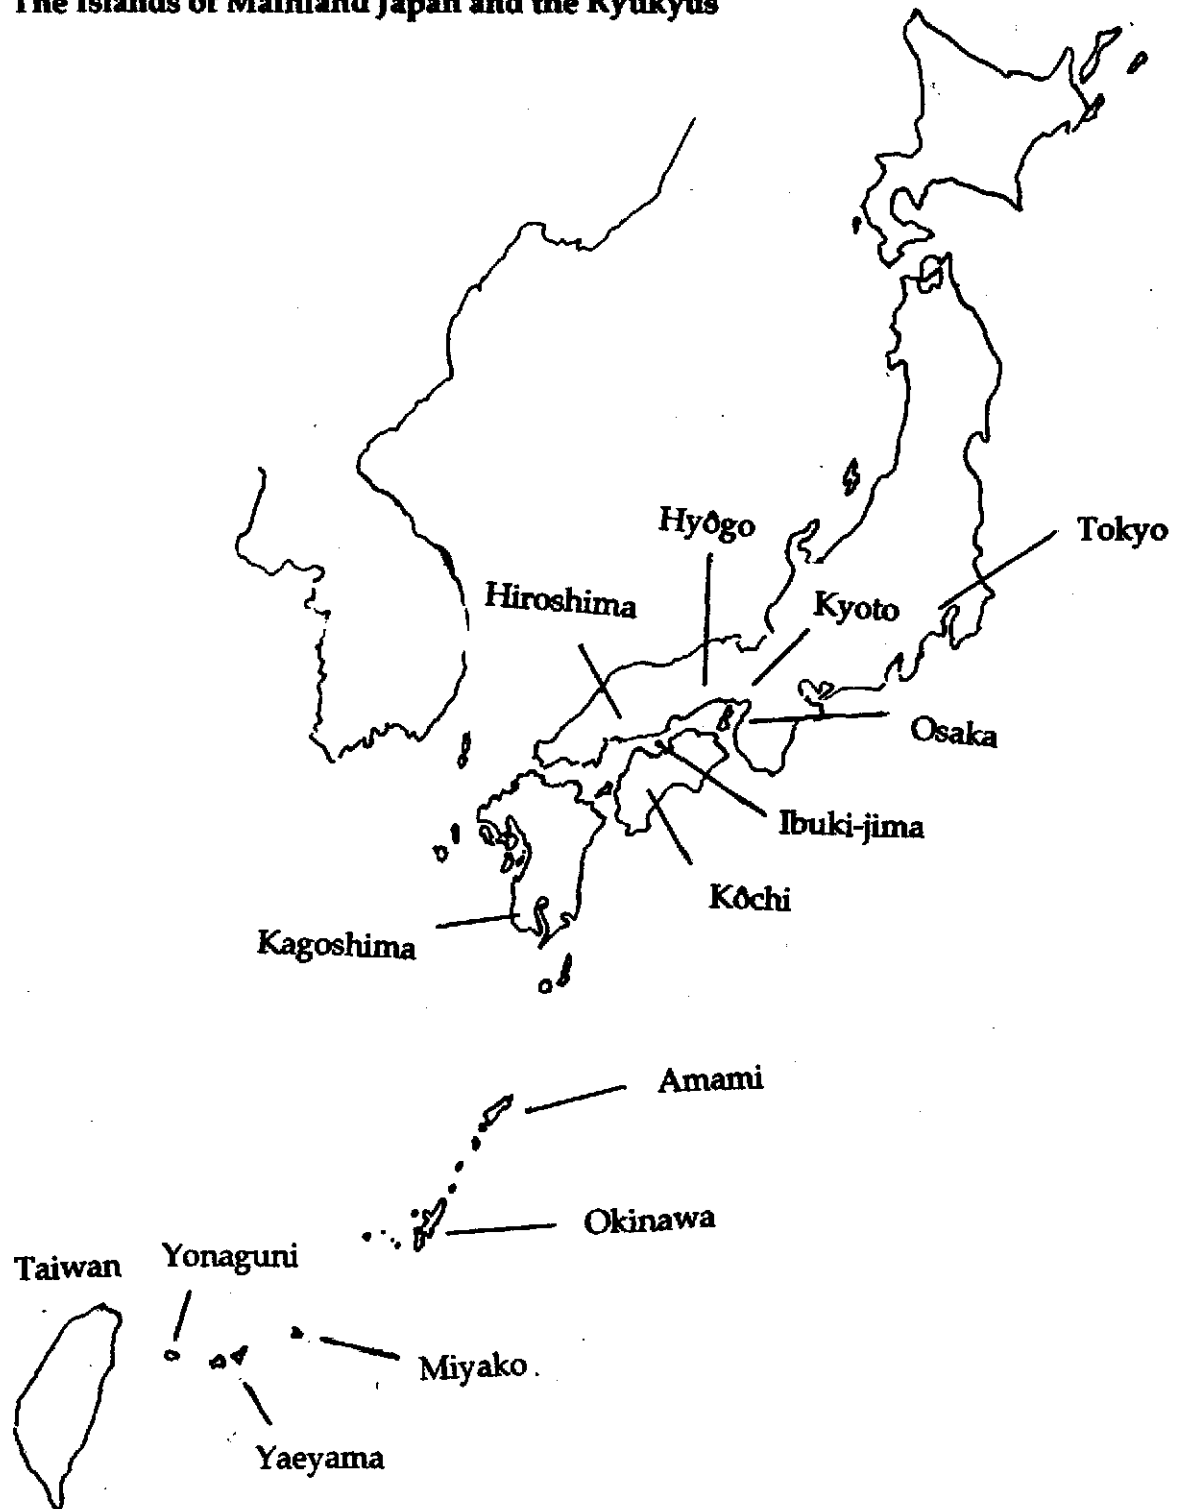 The Islands of Mainland Japan and the Ryukyus
Hyôgo
Tokyo
Hiroshima
Kyoto
Osaka
Ibuki-jima
Kôchi
Kagoshima
Amami
Okinawa
Taiwan
Yonaguni
Miyako.
Yaeyama